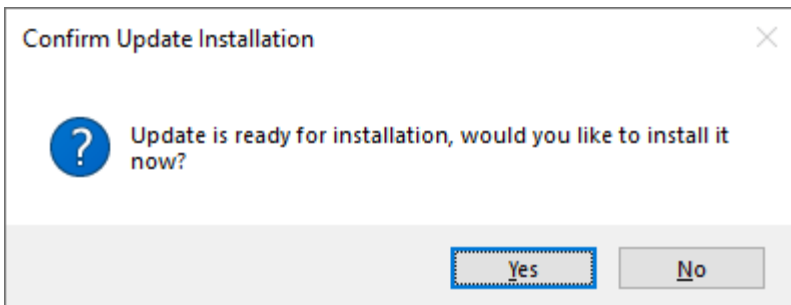 Confirm Update Installation
Update is ready for installation, would you like to install it
now?
Yes
No